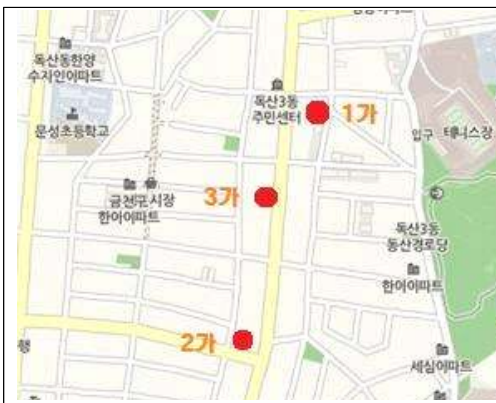 독산동한양
수자인아파트
문성초등학교
독산3동
주민센터
1가
입구
테니스장
금천구시장
한아아파트
3가
독산3동
동산경로당
한아아파트
2가
행
세심아파트